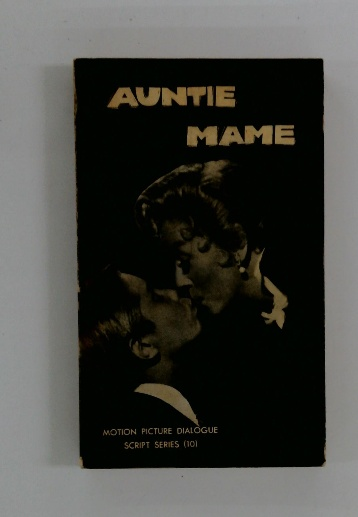 AUNTIE
MAME
MOTION PICTURE DIALOGUE
SCRIPT SERIES (10)